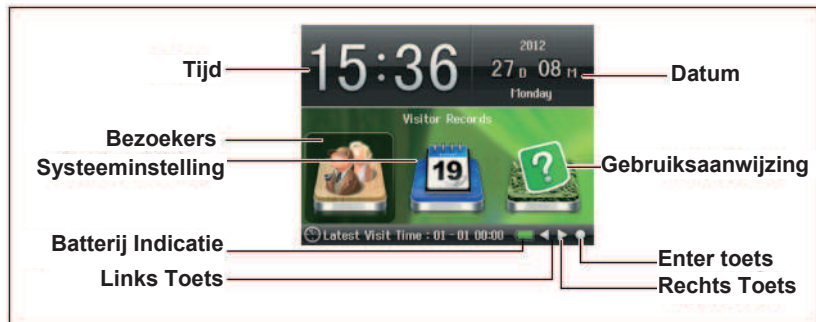 2012
Tijd
15:36
27 D 08 M
Datum
Monday
Visitor Records
Bezoekers
Systeeminstelling
19
?
Gebruiksaanwijzing
Latest Visit Time : 01-01 00:00
Batterij Indicatie
Links Toets
Enter toets
Rechts Toets